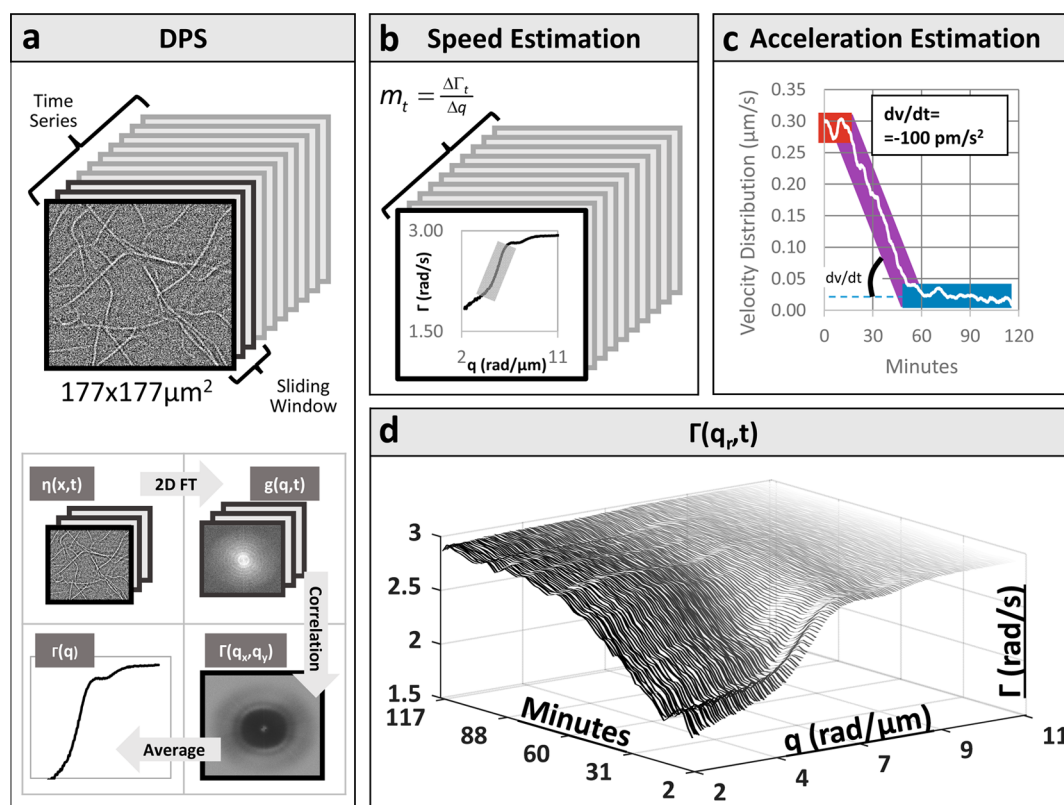 a
DPS
Time
Series
177x177µm²
Sliding
Window
η(x,t)
2D FT
g(q,t)
Correlation
Γ(q)
Γ(qₓ,qᵧ)
Average
b
Speed Estimation
mₜ = ΔΓₜ/Δq
3.00
Γ (rad/s)
1.50
2
q (rad/µm)
11
c
Acceleration Estimation
Velocity Distribution (µm/s)
0.35
0.30
0.25
0.20
0.15
0.10
0.05
0.00
dv/dt=
=-100 pm/s²
dv/dt
0
30
60
90
120
Minutes
d
Γ(qᵣ,t)
3
2.5
2
1.5
117
88
60
31
2
Minutes
2
4
7
9
11
q (rad/µm)
Γ (rad/s)